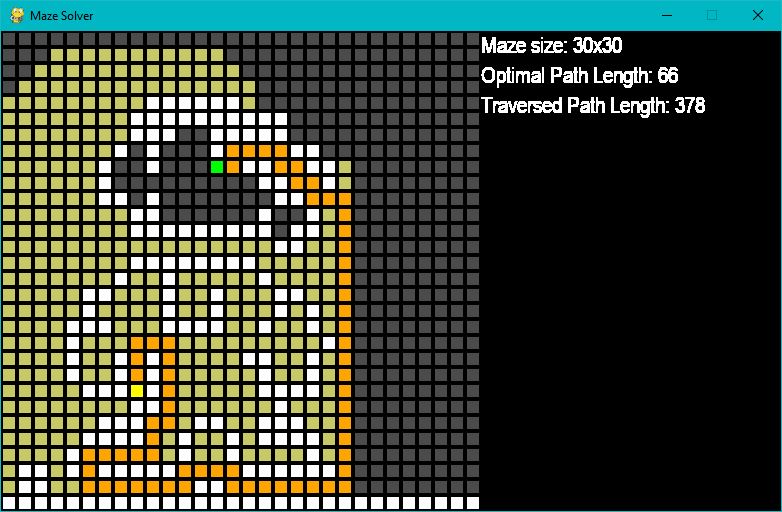 Maze Solver
Maze size: 30x30
Optimal Path Length: 66
Traversed Path Length: 378